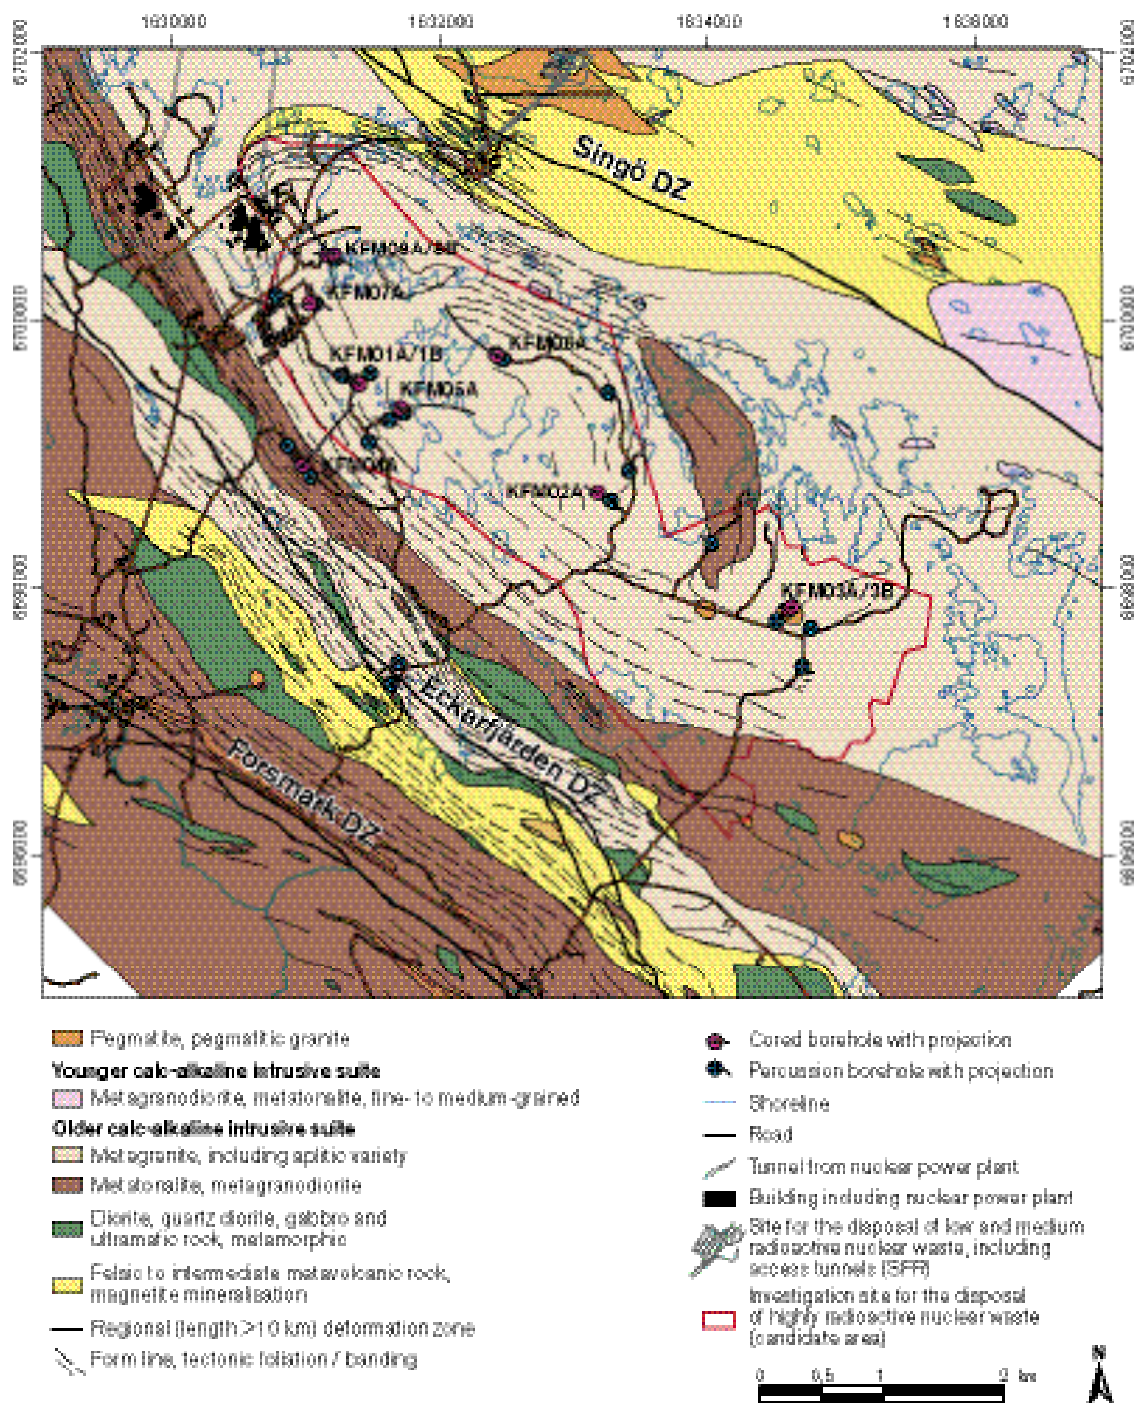 1630000 1632000 1634000 1636000
6702000 6702000
Singö DZ
KFM08A/8B
KFM07A
6700000 6700000
KFM01A/1B
KFM06A
KFM05A
KFM04A
KFM02A
6698000 6698000
KFM03A/3B
Eckarfjärden DZ
Forsmark DZ
6696000 6696000
Pegmatite, pegmatitic granite
Younger calc-alkaline intrusive suite
Metagranodiorite, metatonalite, fine- to medium-grained
Older calc-alkaline intrusive suite
Metagranite, including aplitic variety
Metatonalite, metagranodiorite
Diorite, quartz diorite, gabbro and
ultramafic rock, metamorphic
Felsic to intermediate metavolcanic rock,
magnetite mineralisation
Regional (length >10 km) deformation zone
Form line, tectonic foliation / banding
Cored borehole with projection
Percussion borehole with projection
Shoreline
Road
Tunnel from nuclear power plant
Building including nuclear power plant
Site for the disposal of low and medium
radioactive nuclear waste, including
access tunnels (SFR)
Investigation site for the disposal
of highly radioactive nuclear waste
(candidate area)
N
0 0,5 1 2 km